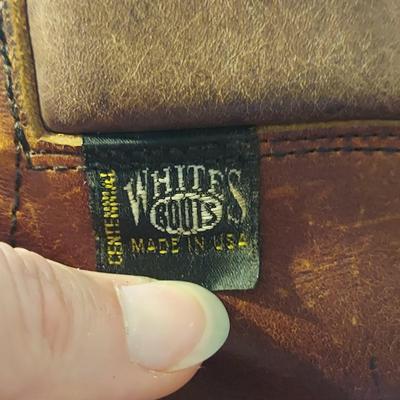 CENTENNIAL
WHITE'S
BOOTS
MADE IN USA